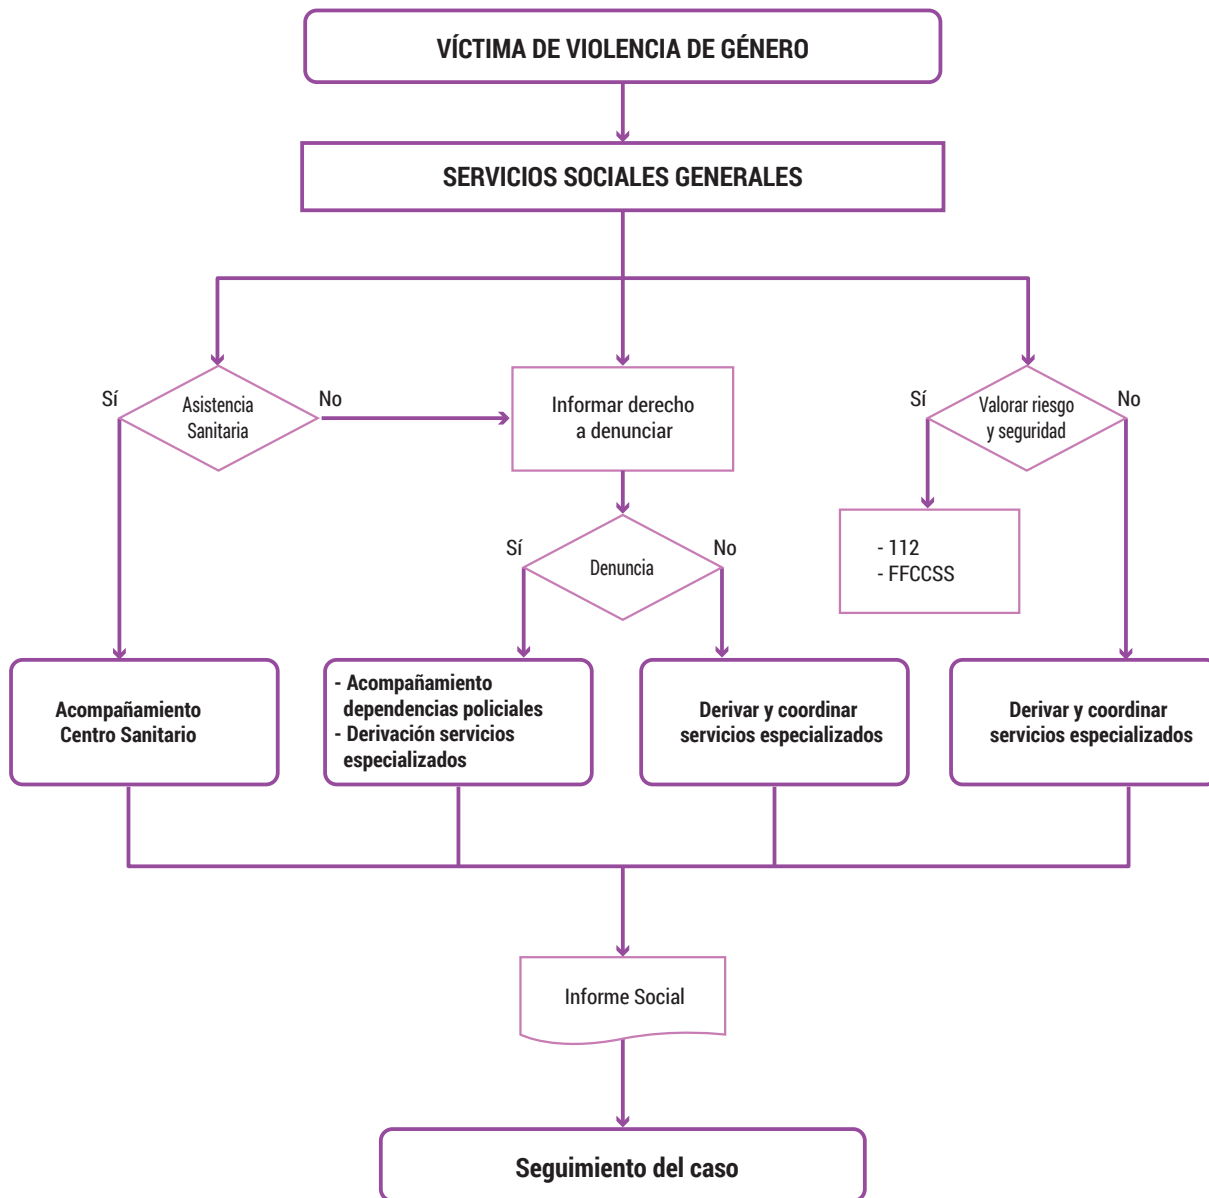 VÍCTIMA DE VIOLENCIA DE GÉNERO
SERVICIOS SOCIALES GENERALES
Sí
Asistencia
Sanitaria
No
Informar derecho
a denunciar
Sí
Valorar riesgo
y seguridad
No
- 112
- FFCCSS
Sí
Denuncia
No
Acompañamiento
Centro Sanitario
- Acompañamiento
dependencias policiales
- Derivación servicios
especializados
Derivar y coordinar
servicios especializados
Derivar y coordinar
servicios especializados
Informe Social
Seguimiento del caso